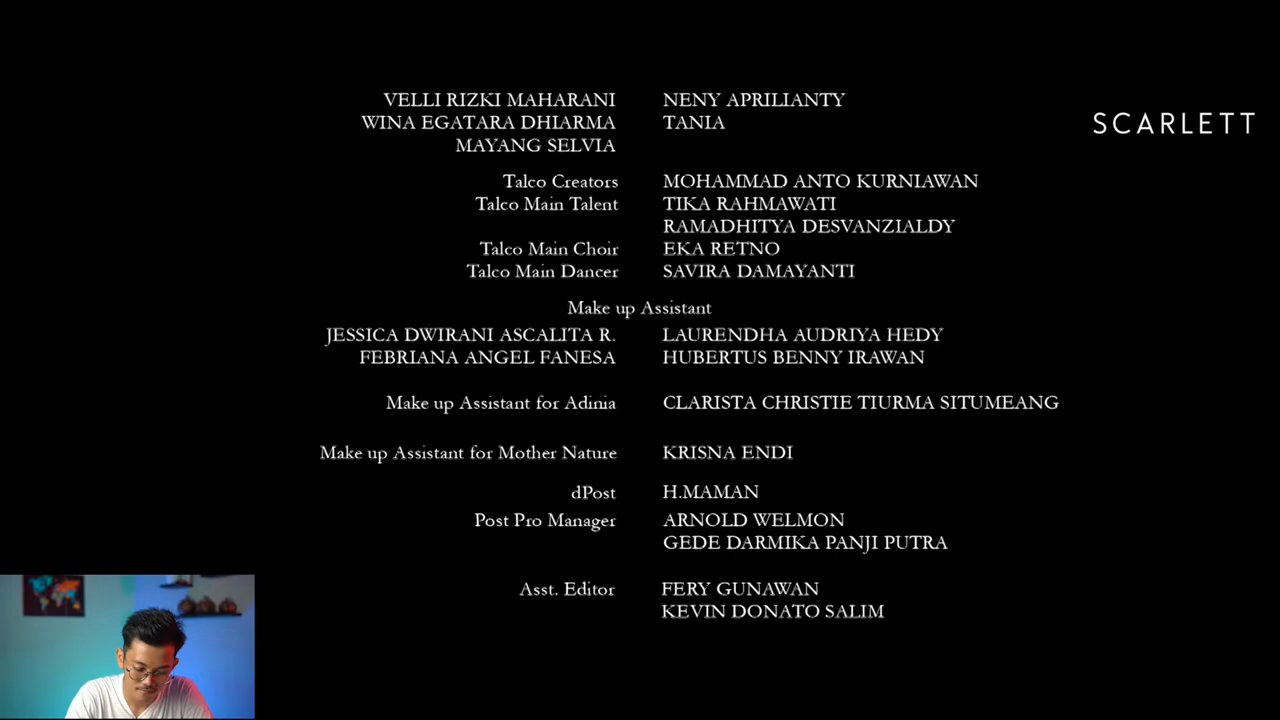 VELLI RIZKI MAHARANI NENY APRILIANTY
WINA EGATARA DHIARMA TANIA
MAYANG SELVIA
SCARLETT
Talco Creators MOHAMMAD ANTO KURNIAWAN
Talco Main Talent TIKA RAHMAWATI
RAMADHITYA DESVANZIALDY
Talco Main Choir EKA RETNO
Talco Main Dancer SAVIRA DAMAYANTI
Make up Assistant
JESSICA DWIRANI ASCALITA R. LAURENDHA AUDRIYA HEDY
FEBRIANA ANGEL FANESA HUBERTUS BENNY IRAWAN
Make up Assistant for Adinia CLARISTA CHRISTIE TIURMA SITUMEANG
Make up Assistant for Mother Nature KRISNA ENDI
dPost H.MAMAN
Post Pro Manager ARNOLD WELMON
GEDE DARMIKA PANJI PUTRA
Asst. Editor FERY GUNAWAN
KEVIN DONATO SALIM